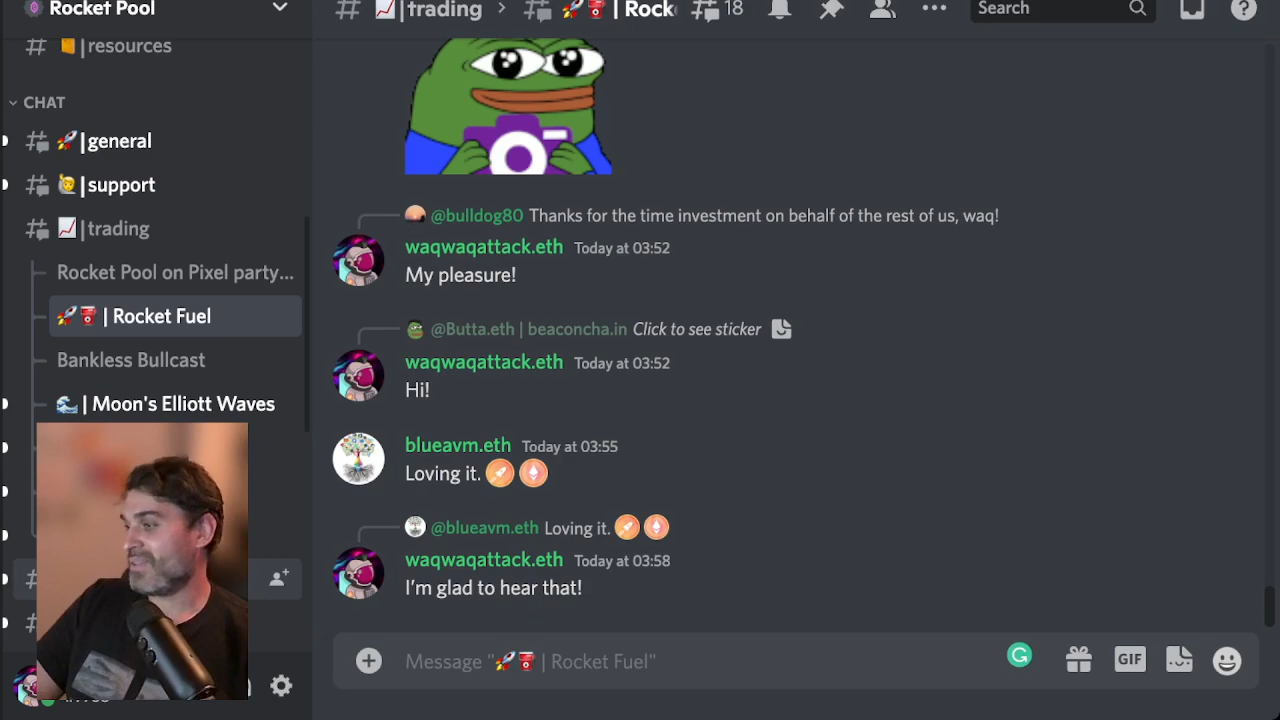 Rocket Pool
|resources
CHAT
|general
|support
|trading
Rocket Pool on Pixel party...
| Rocket Fuel
Bankless Bullcast
| Moon's Elliott Waves
|trading
| Rock
18
Search
@bulldog80 Thanks for the time investment on behalf of the rest of us, waq!
waqwaqattack.eth Today at 03:52
My pleasure!
@Butta.eth | beaconcha.in Click to see sticker
waqwaqattack.eth Today at 03:52
Hi!
blueavm.eth Today at 03:55
Loving it.
@blueavm.eth Loving it.
waqwaqattack.eth Today at 03:58
I'm glad to hear that!
Message "🚀⛽ | Rocket Fuel"
GIF